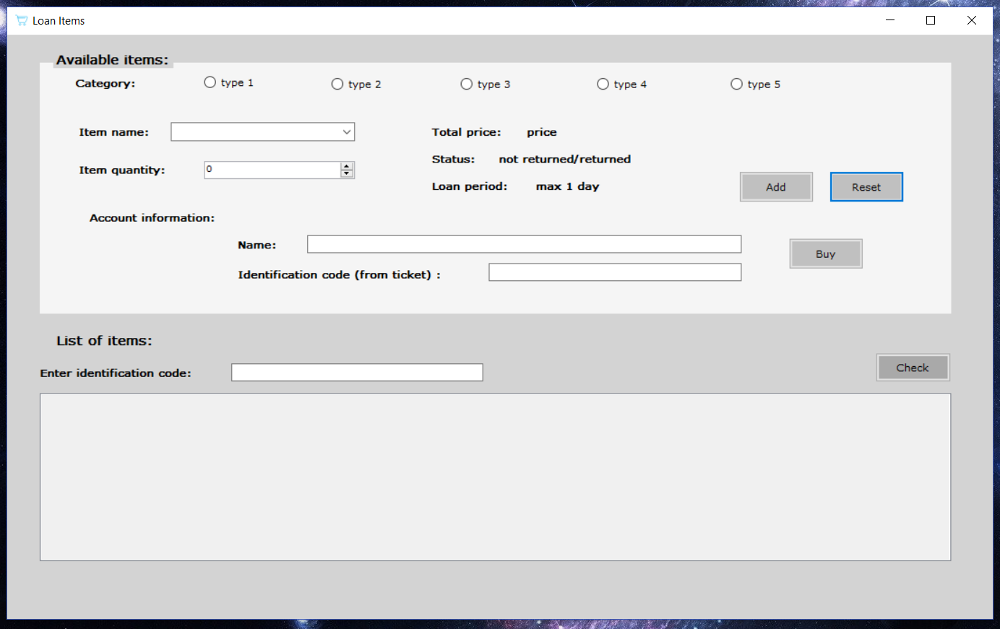 Loan Items
Available items:
Category: type 1 type 2 type 3 type 4 type 5
Item name: Total price: price
Status: not returned/returned
Item quantity: 0
Loan period: max 1 day Add Reset
Account information:
Name:
Buy
Identification code (from ticket) :
List of items:
Enter identification code: Check